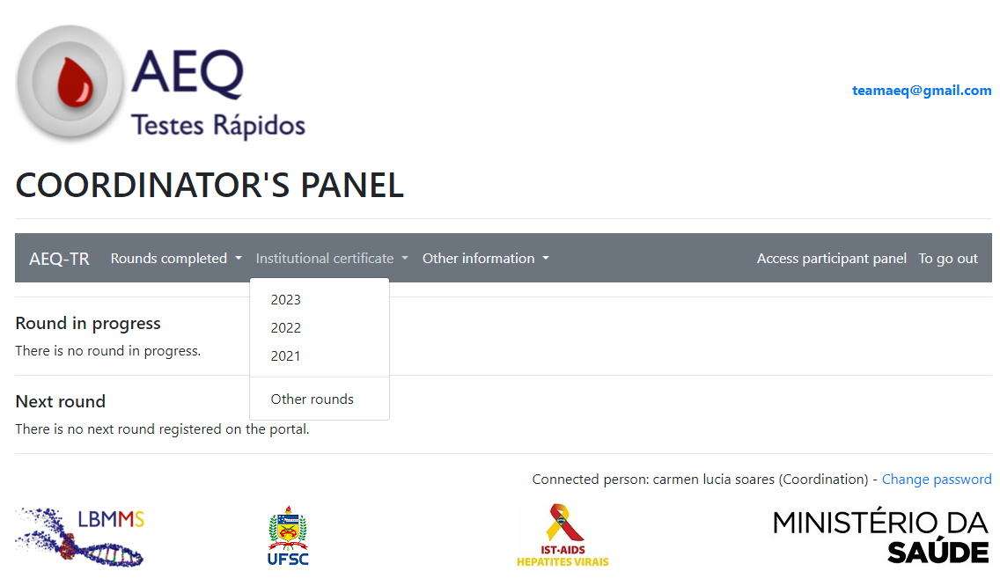 AEQ
Testes Rápidos
teamaeq@gmail.com
COORDINATOR'S PANEL
AEQ-TR Rounds completed Institutional certificate Other information Access participant panel To go out
2023
2022
2021
Other rounds
Round in progress
There is no round in progress.
Next round
There is no next round registered on the portal.
Connected person: carmen lucia soares (Coordination) - Change password
LBMMS
UFSC
IST-AIDS
HEPATITES VIRAIS
MINISTÉRIO DA
SAÚDE